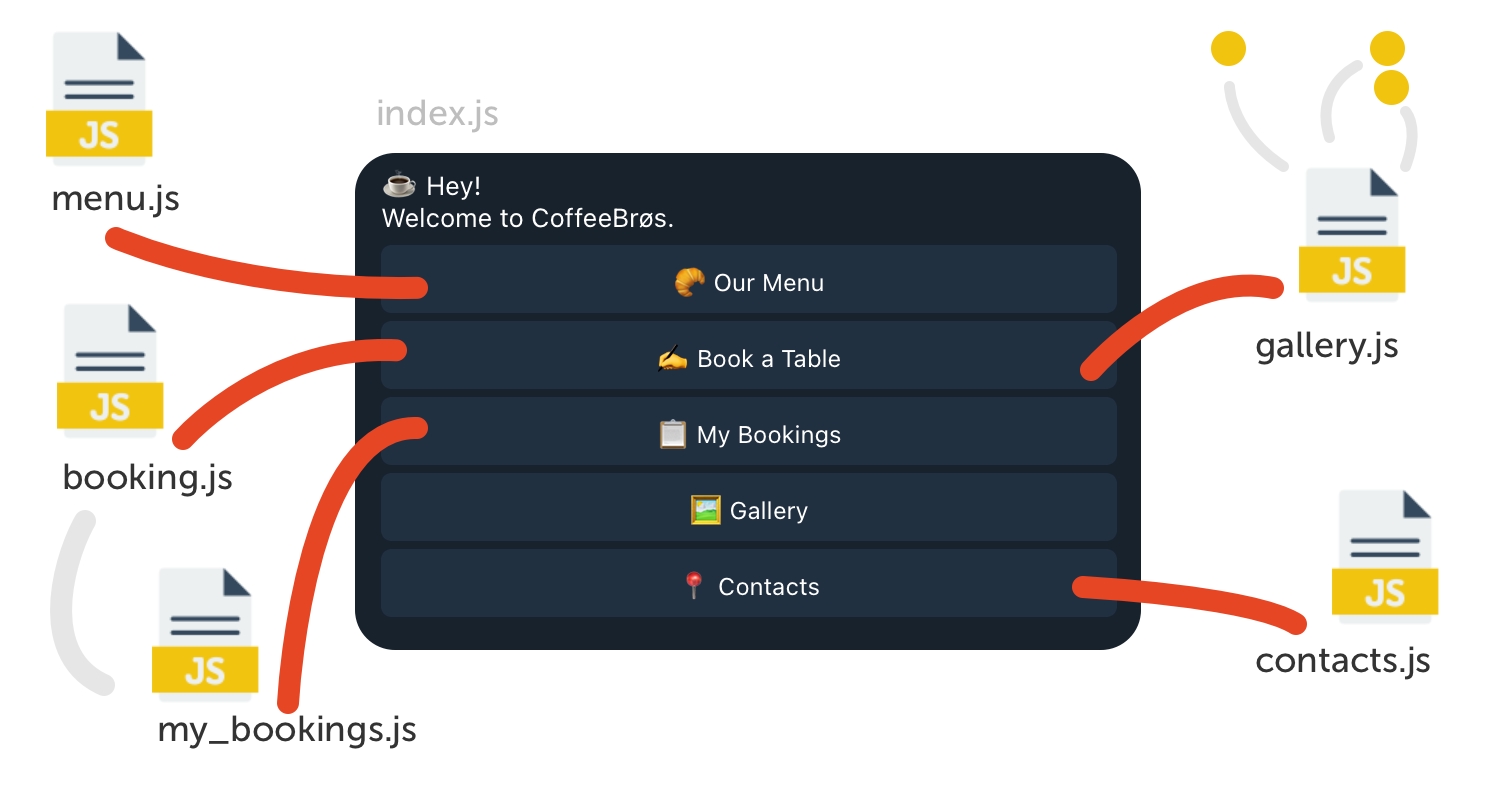 JS
menu.js
index.js
☕ Hey!
Welcome to CoffeeBrøs.
🥐 Our Menu
✍️ Book a Table
📋 My Bookings
🖼️ Gallery
📍 Contacts
JS
booking.js
JS
my_bookings.js
JS
gallery.js
JS
contacts.js